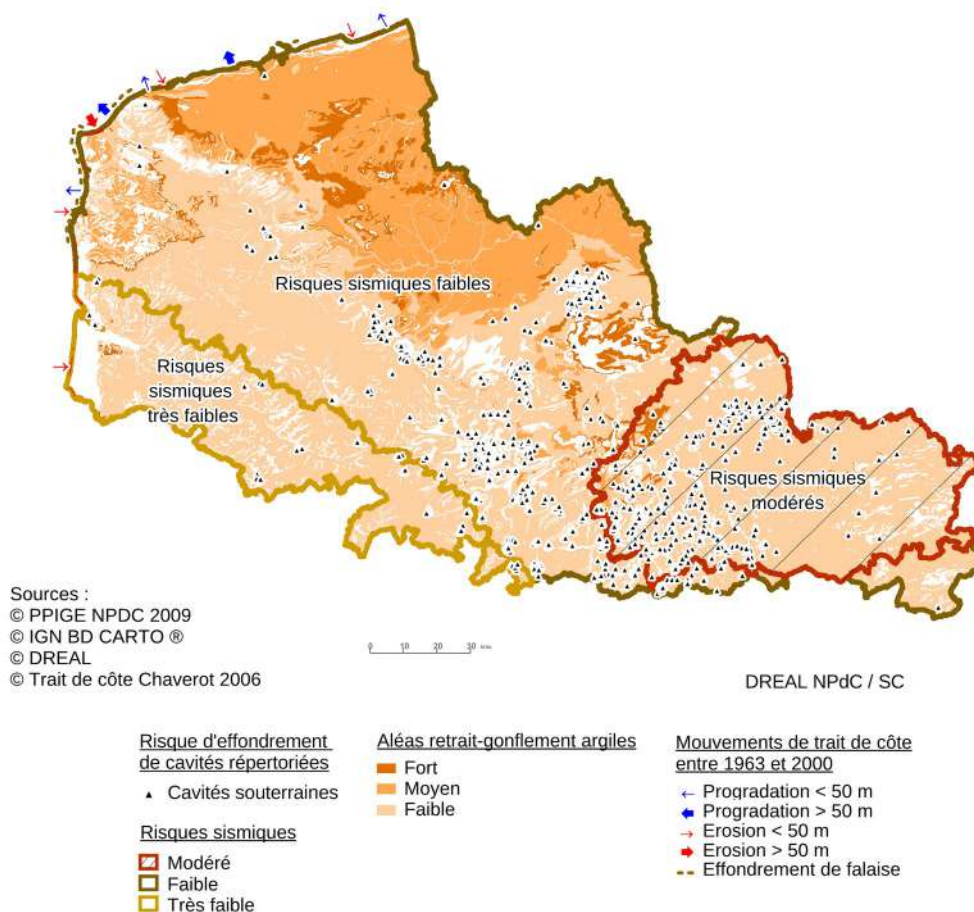 Risques sismiques faibles
Risques
sismiques
très faibles
Risques sismiques
modérés
Sources :
© PPIGE NPDC 2009
© IGN BD CARTO ®
© DREAL
© Trait de côte Chaverot 2006
0 10 20 30 kms
DREAL NPdC / SC
Risque d'effondrement
de cavités répertoriées
Cavités souterraines
Risques sismiques
Modéré
Faible
Très faible
Aléas retrait-gonflement argiles
Fort
Moyen
Faible
Mouvements de trait de côte
entre 1963 et 2000
Progradation < 50 m
Progradation > 50 m
Erosion < 50 m
Erosion > 50 m
Effondrement de falaise